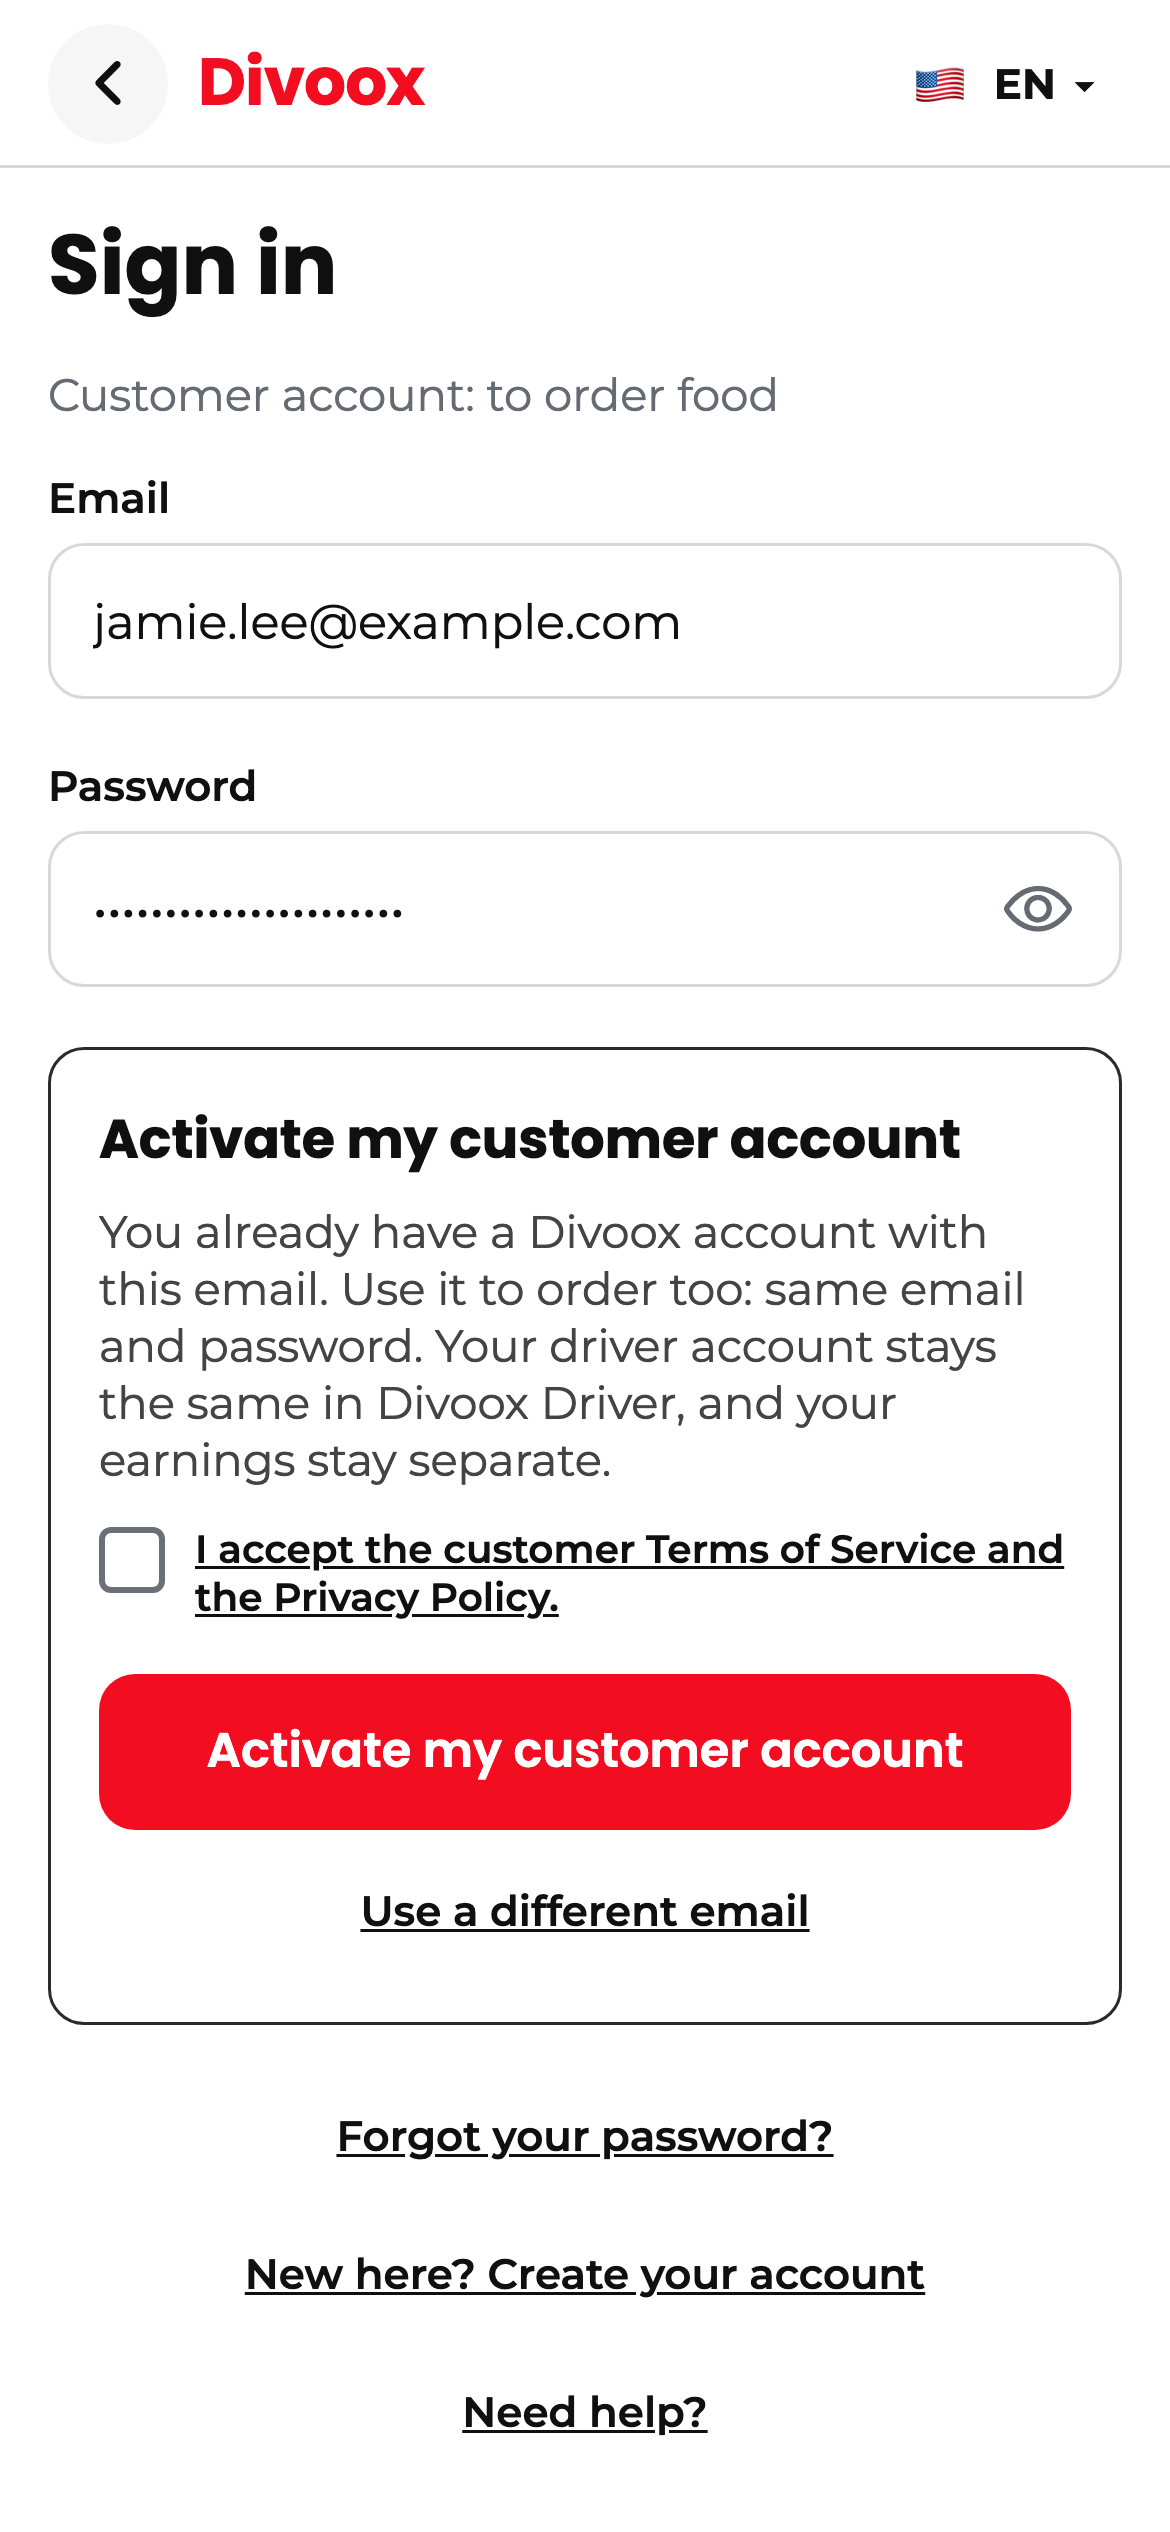 Divoox
EN
Sign in
Customer account: to order food
Email
jamie.lee@example.com
Password
••••••••••••••••••••••
Activate my customer account
You already have a Divoox account with
this email. Use it to order too: same email
and password. Your driver account stays
the same in Divoox Driver, and your
earnings stay separate.
I accept the customer Terms of Service and
the Privacy Policy.
Activate my customer account
Use a different email
Forgot your password?
New here? Create your account
Need help?